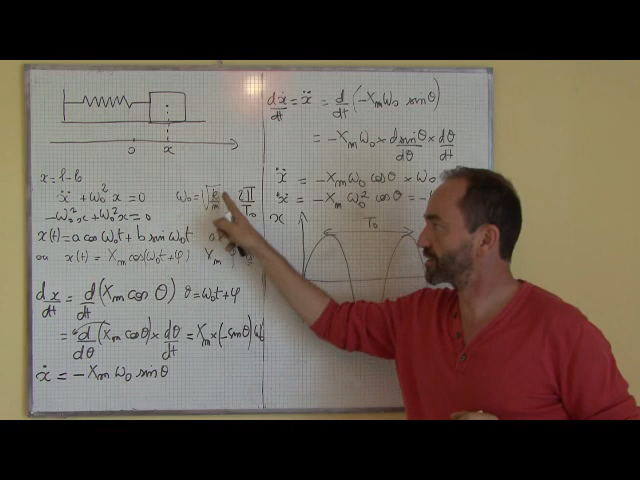 0 x
x = l - l₀
ẍ + ω₀² x = 0 ω₀ = √(k/m) 2π/T₀
-ω₀²x + ω₀²x = 0
x(t) = a cos ω₀t + b sin ω₀t
ou x(t) = Xₘ cos(ω₀t + φ) Xₘ
dx/dt = d/dt (Xₘ cos θ) θ = ω₀t + φ
= d/dθ (Xₘ cos θ) × dθ/dt = Xₘ × (-sin θ) ω₀
ẋ = - Xₘ ω₀ sin θ
dẋ/dt = ẍ = d/dt (-Xₘ ω₀ sin θ)
= -Xₘ ω₀ × d sin θ/dθ × dθ/dt
ẍ = -Xₘ ω₀ cos θ × ω₀
ẍ = -Xₘ ω₀² cos θ = -
x T₀